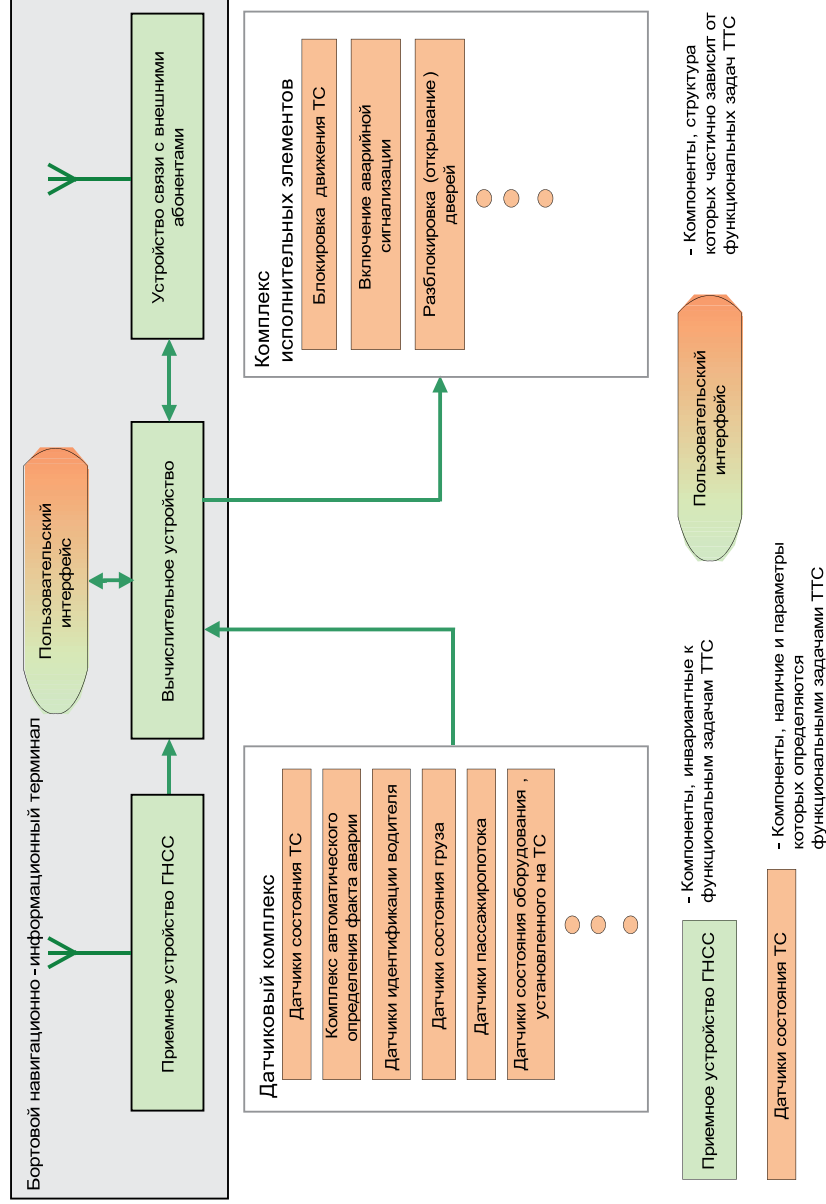 Бортовой навигационно - информационный терминал
Пользовательский
интерфейс
Приемное устройство ГНСС
Вычислительное устройство
Устройство связи с внешними
абонентами
Датчиковый комплекс
Датчики состояния ТС
Комплекс автоматического
определения факта аварии
Датчики идентификации водителя
Датчики состояния груза
Датчики пассажиропотока
Датчики состояния оборудования ,
установленного на ТС
Комплекс
исполнительных элементов
Блокировка движения ТС
Включение аварийной
сигнализации
Разблокировка (открывание )
дверей
Приемное устройство ГНСС
- Компоненты, инвариантные к
функциональным задачам ТТС
Пользовательский
интерфейс
- Компоненты, структура
которых частично зависит от
функциональных задач ТТС
Датчики состояния ТС
- Компоненты, наличие и параметры
которых определяются
функциональными задачами ТТС